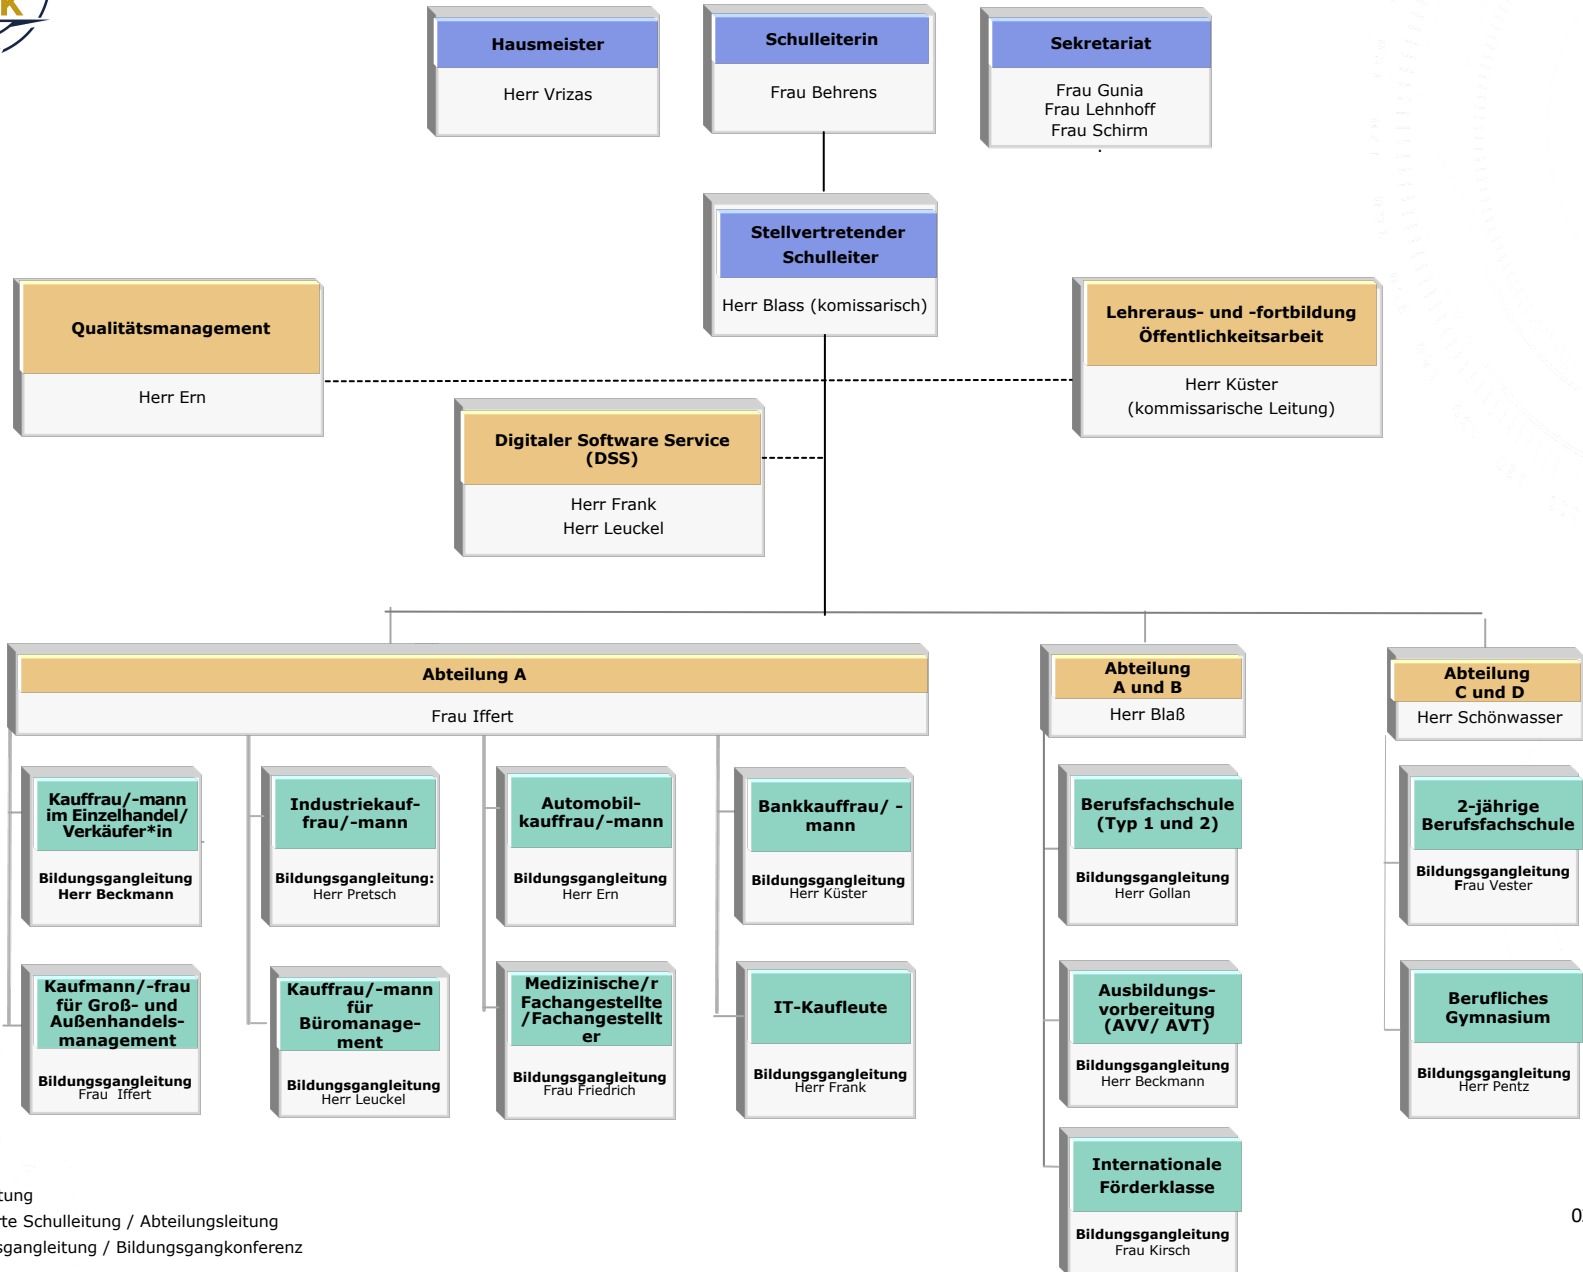 K
Hausmeister
Herr Vrizas
Schulleiterin
Frau Behrens
Sekretariat
Frau Gunia
Frau Lehnhoff
Frau Schirm
.
Stellvertretender
Schulleiter
Herr Blass (komissarisch)
Qualitätsmanagement
Herr Ern
Lehreraus- und -fortbildung
Öffentlichkeitsarbeit
Herr Küster
(kommissarische Leitung)
Digitaler Software Service
(DSS)
Herr Frank
Herr Leuckel
Abteilung A
Frau Iffert
Abteilung
A und B
Herr Blaß
Abteilung
C und D
Herr Schönwasser
Kauffrau/-mann
im Einzelhandel/
Verkäufer*in
Bildungsgangleitung
Herr Beckmann
Industriekauf-
frau/-mann
Bildungsgangleitung:
Herr Pretsch
Automobil-
kauffrau/-mann
Bildungsgangleitung
Herr Ern
Bankkauffrau/ -
mann
Bildungsgangleitung
Herr Küster
Berufsfachschule
(Typ 1 und 2)
Bildungsgangleitung
Herr Gollan
2-jährige
Berufsfachschule
Bildungsgangleitung
Frau Vester
Kaufmann/-frau
für Groß- und
Außenhandels-
management
Bildungsgangleitung
Frau Iffert
Kauffrau/-mann
für
Büromanage-
ment
Bildungsgangleitung
Herr Leuckel
Medizinische/r
Fachangestellte
/Fachangestellt
er
Bildungsgangleitung
Frau Friedrich
IT-Kaufleute
Bildungsgangleitung
Herr Frank
Ausbildungs-
vorbereitung
(AVV/ AVT)
Bildungsgangleitung
Herr Beckmann
Berufliches
Gymnasium
Bildungsgangleitung
Herr Pentz
Internationale
Förderklasse
Bildungsgangleitung
Frau Kirsch
tung
rte Schulleitung / Abteilungsleitung
sgangleitung / Bildungsgangkonferenz